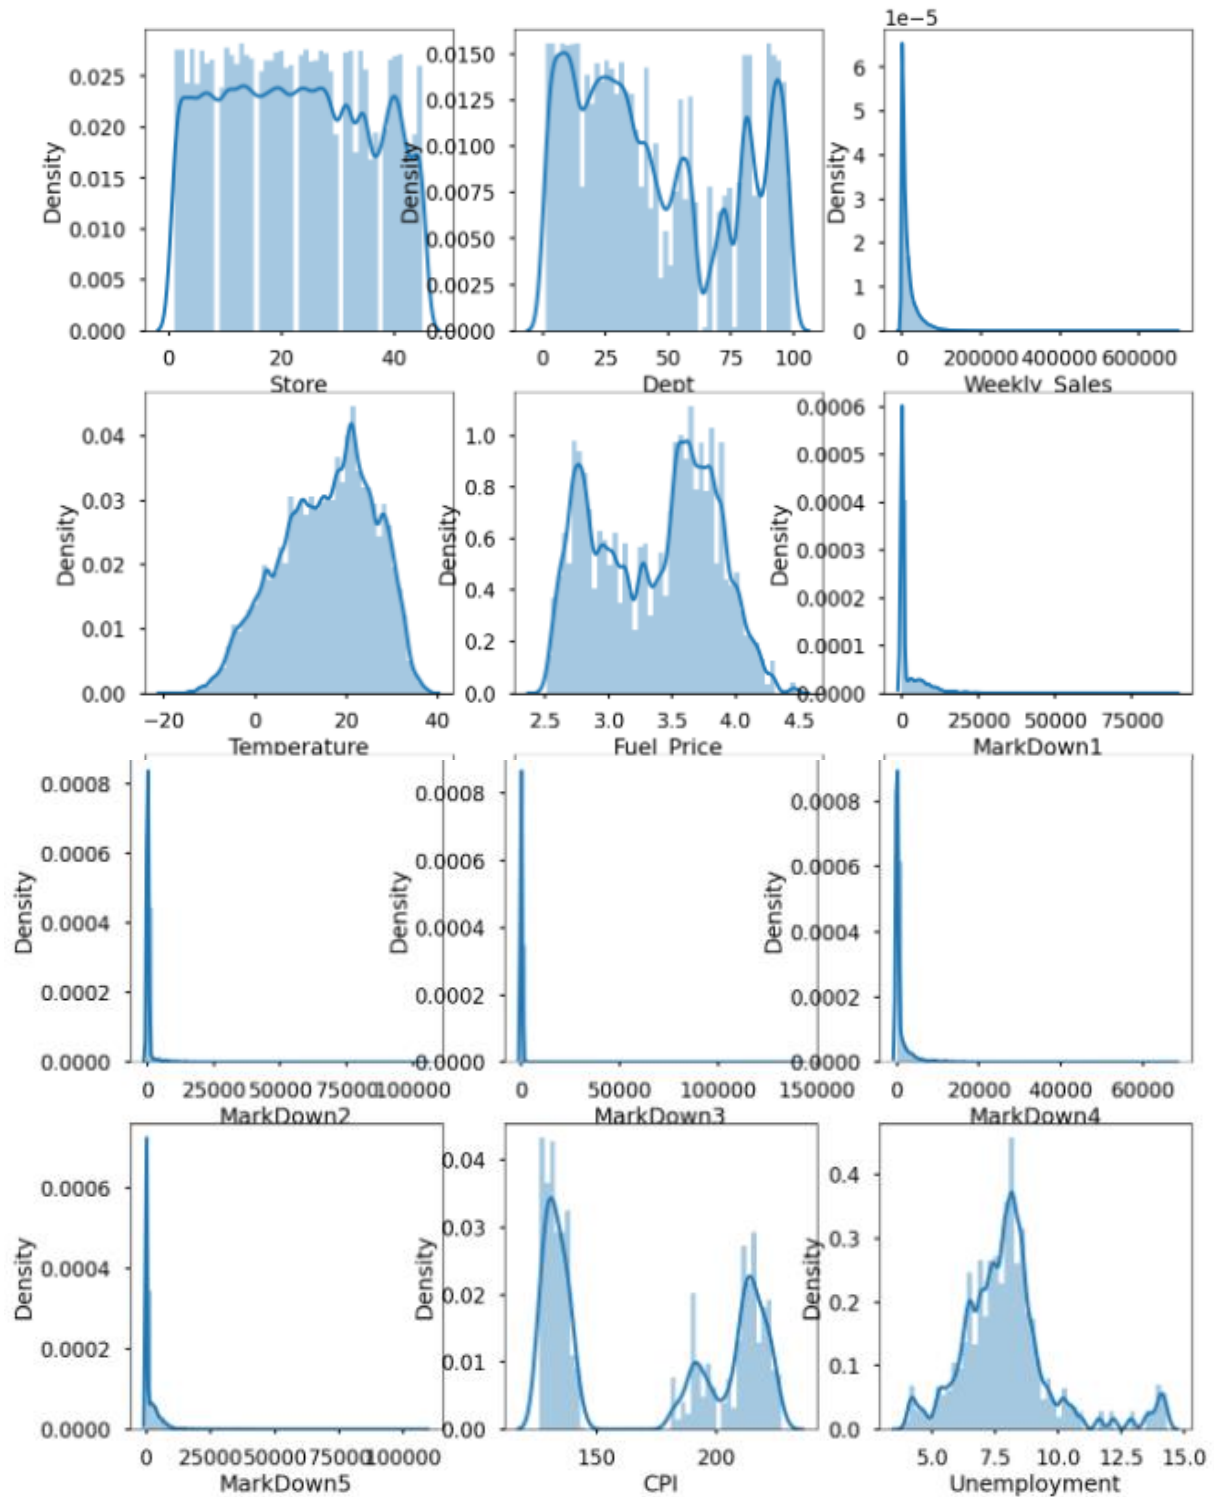 1e−5
Density
0.025
0.020
0.015
0.010
0.005
0.000
0 20 40
Store
Density
0.0150
0.0125
0.0100
0.0075
0.0050
0.0025
0.0000
0 25 50 75 100
Dept
Density
6
5
4
3
2
1
0
0 200000 400000 600000
Weekly_Sales
Density
0.04
0.03
0.02
0.01
0.00
−20 0 20 40
Temperature
Density
1.0
0.8
0.6
0.4
0.2
0.0
2.5 3.0 3.5 4.0 4.5
Fuel_Price
Density
0.0006
0.0005
0.0004
0.0003
0.0002
0.0001
0.0000
0 25000 50000 75000
MarkDown1
Density
0.0008
0.0006
0.0004
0.0002
0.0000
0 25000 50000 75000 100000
MarkDown2
Density
0.0008
0.0006
0.0004
0.0002
0.0000
0 50000 100000 150000
MarkDown3
Density
0.0008
0.0006
0.0004
0.0002
0.0000
0 20000 40000 60000
MarkDown4
Density
0.0006
0.0004
0.0002
0.0000
0 25000 50000 75000 100000
MarkDown5
Density
0.04
0.03
0.02
0.01
0.00
150 200
CPI
Density
0.4
0.3
0.2
0.1
0.0
5.0 7.5 10.0 12.5 15.0
Unemployment